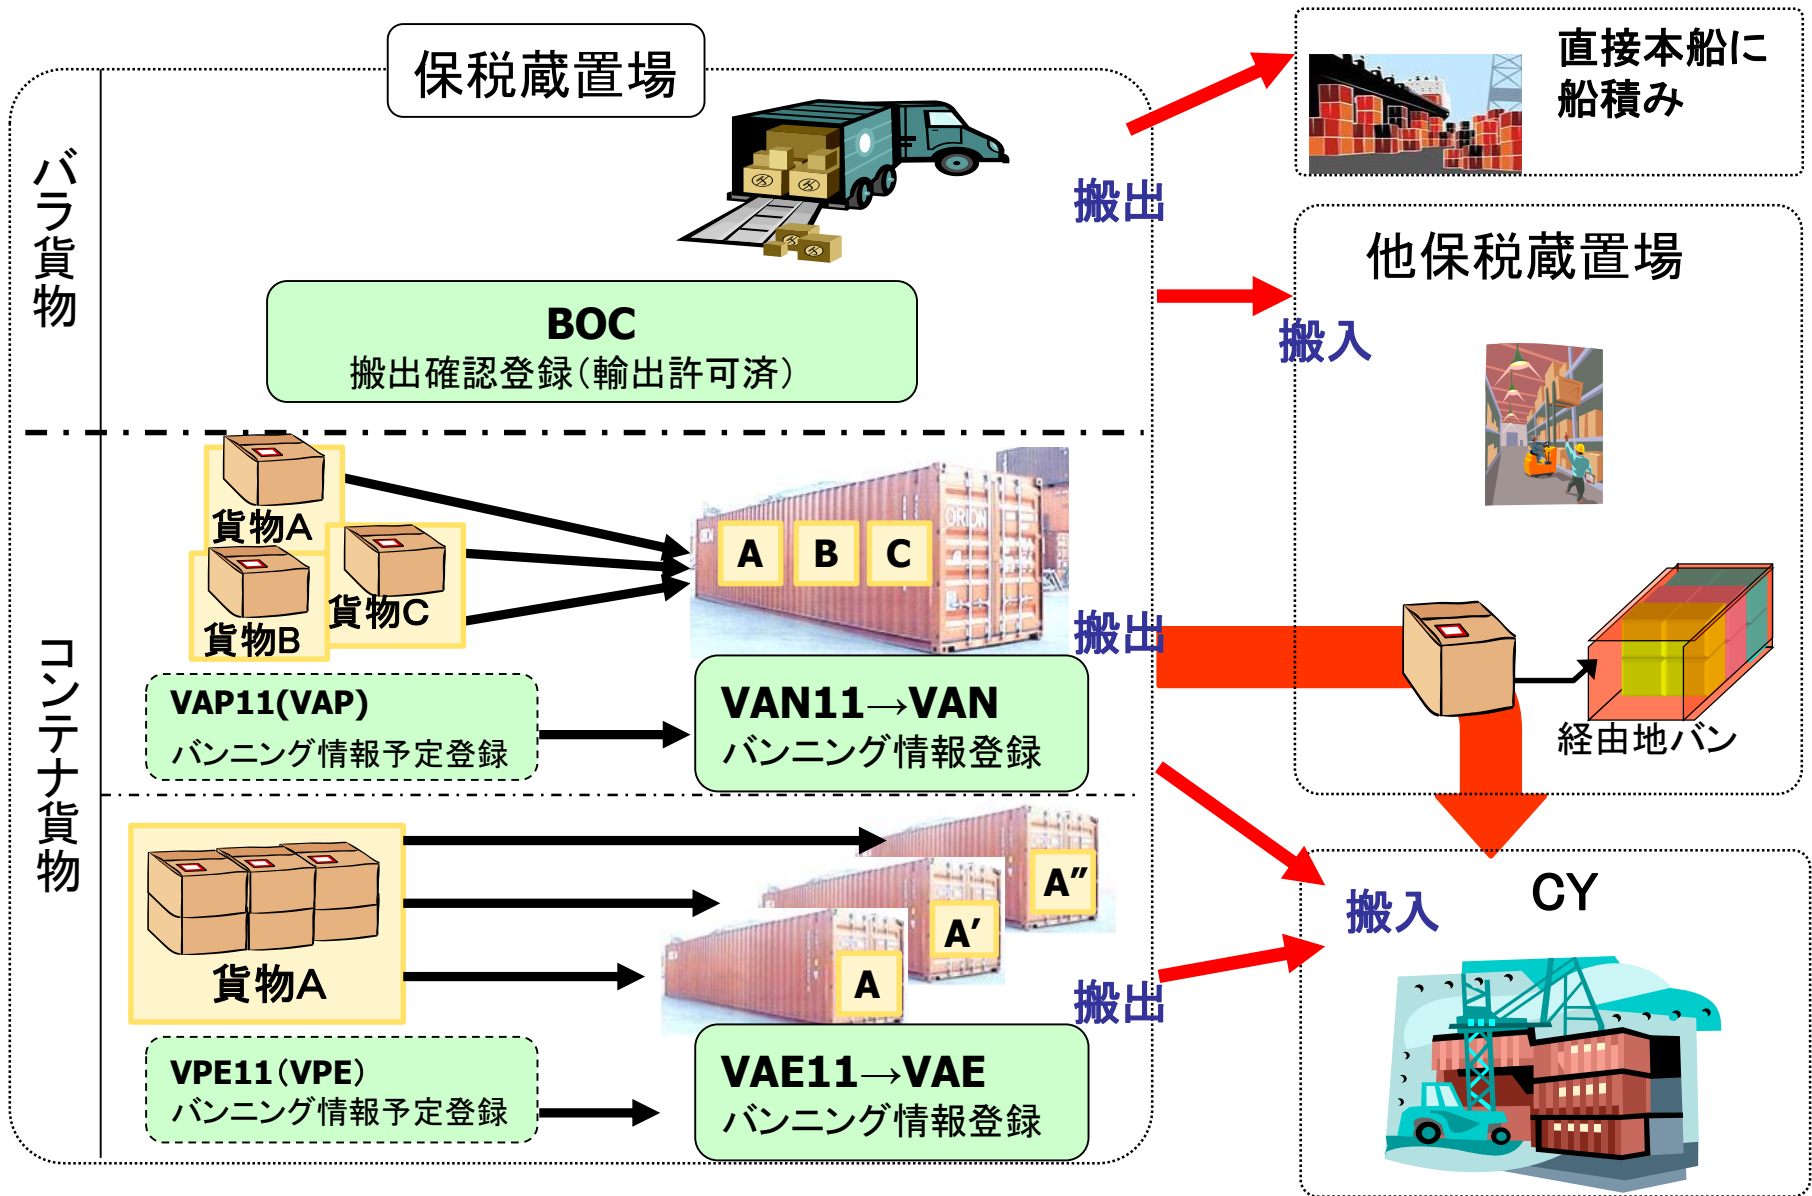 保税蔵置場
バラ貨物
搬出
BOC
搬出確認登録(輸出許可済)
コンテナ貨物
貨物A
貨物B
貨物C
ORION
A
B
C
搬出
VAP11(VAP)
バンニング情報予定登録
VAN11→VAN
バンニング情報登録
貨物A
A
A′
A″
搬出
VPE11(VPE)
バンニング情報予定登録
VAE11→VAE
バンニング情報登録
直接本船に
船積み
他保税蔵置場
搬入
経由地バン
CY
搬入